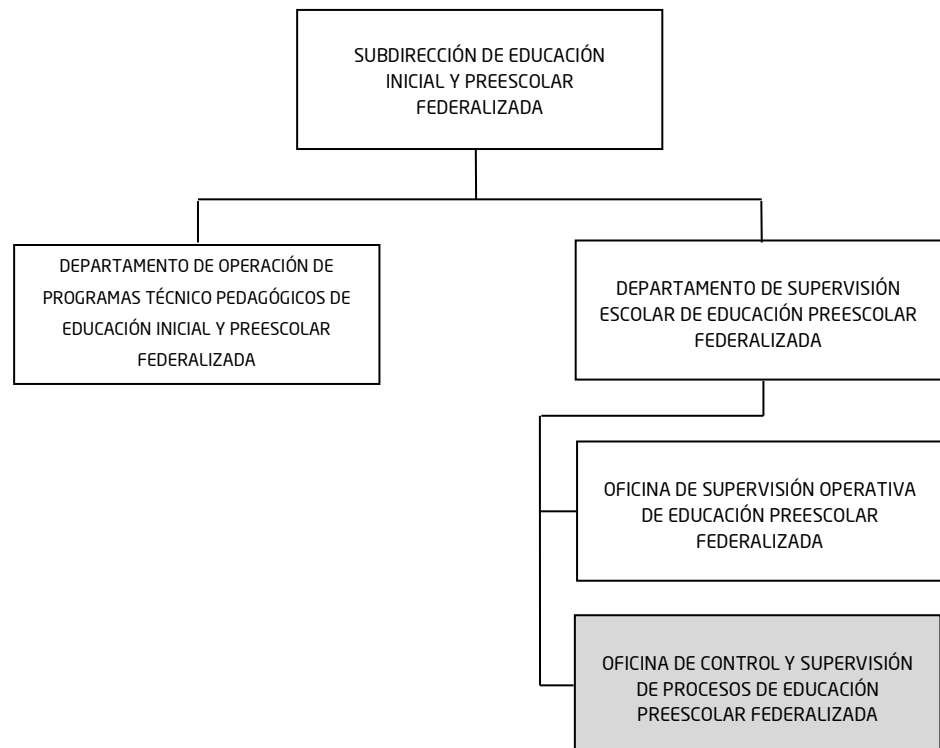 SUBDIRECCIÓN DE EDUCACIÓN
INICIAL Y PREESCOLAR
FEDERALIZADA
DEPARTAMENTO DE OPERACIÓN DE
PROGRAMAS TÉCNICO PEDAGÓGICOS DE
EDUCACIÓN INICIAL Y PREESCOLAR
FEDERALIZADA
DEPARTAMENTO DE SUPERVISIÓN
ESCOLAR DE EDUCACIÓN PREESCOLAR
FEDERALIZADA
OFICINA DE SUPERVISIÓN OPERATIVA
DE EDUCACIÓN PREESCOLAR
FEDERALIZADA
OFICINA DE CONTROL Y SUPERVISIÓN
DE PROCESOS DE EDUCACIÓN
PREESCOLAR FEDERALIZADA